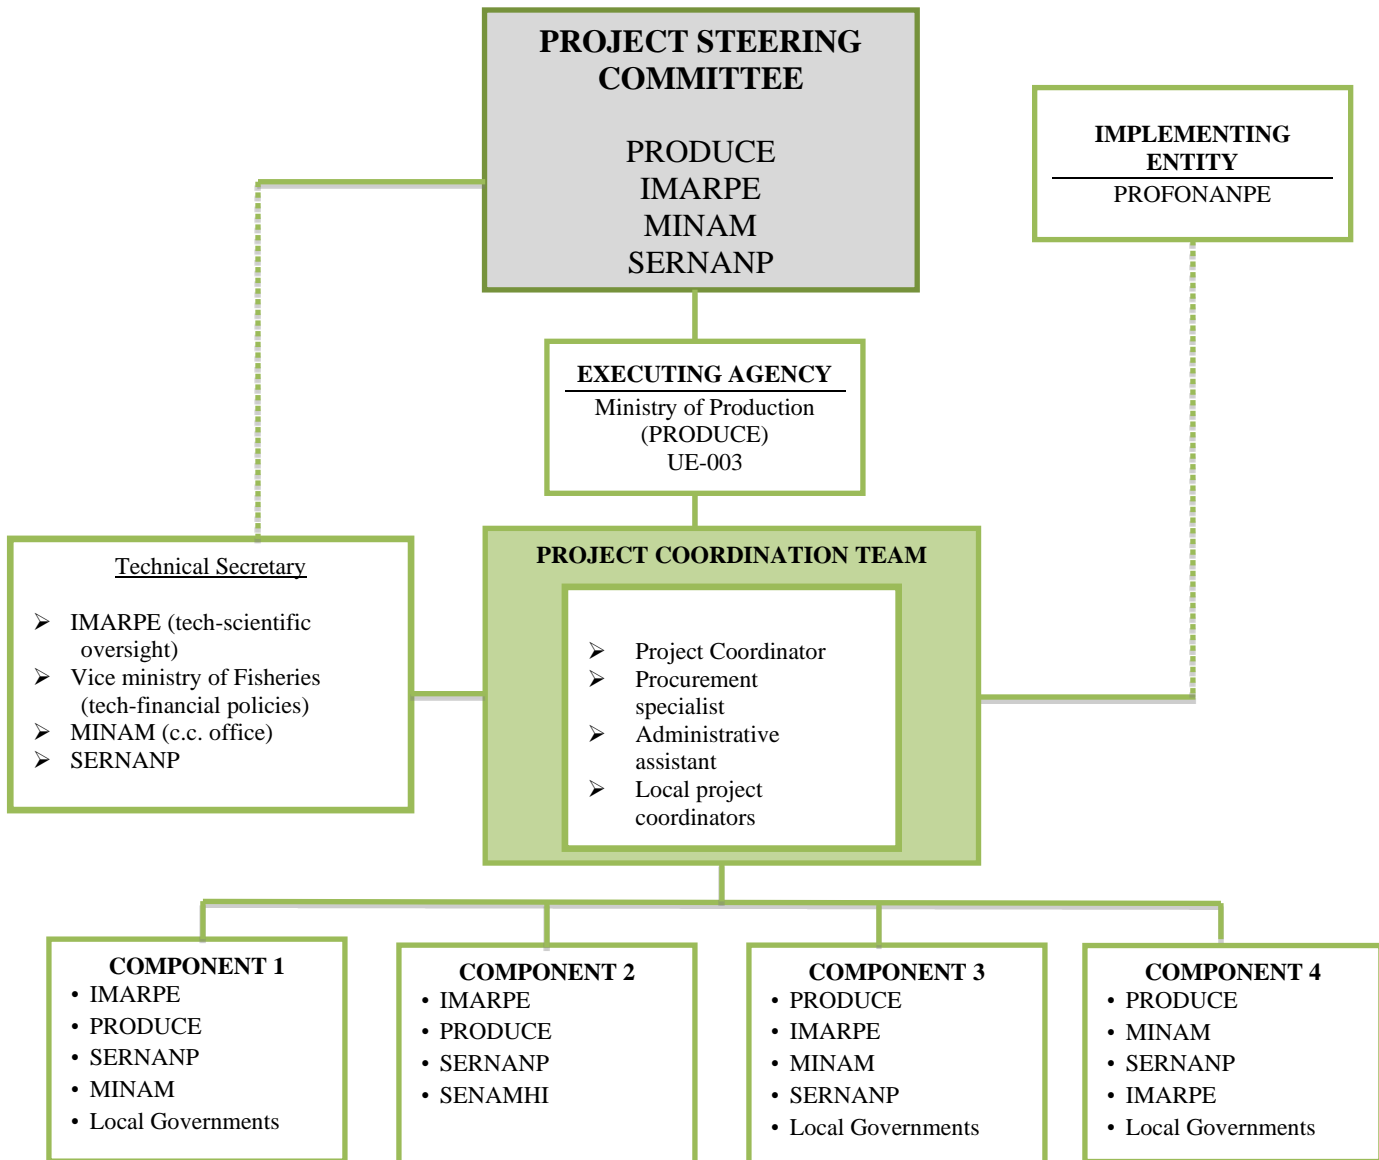 PROJECT STEERING
COMMITTEE
PRODUCE
IMARPE
MINAM
SERNANP
IMPLEMENTING
ENTITY
PROFONANPE
EXECUTING AGENCY
Ministry of Production
(PRODUCE)
UE-003
Technical Secretary
➢ IMARPE (tech-scientific
oversight)
➢ Vice ministry of Fisheries
(tech-financial policies)
➢ MINAM (c.c. office)
➢ SERNANP
PROJECT COORDINATION TEAM
➢ Project Coordinator
➢ Procurement
specialist
➢ Administrative
assistant
➢ Local project
coordinators
COMPONENT 1
• IMARPE
• PRODUCE
• SERNANP
• MINAM
• Local Governments
COMPONENT 2
• IMARPE
• PRODUCE
• SERNANP
• SENAMHI
COMPONENT 3
• PRODUCE
• IMARPE
• MINAM
• SERNANP
• Local Governments
COMPONENT 4
• PRODUCE
• MINAM
• SERNANP
• IMARPE
• Local Governments